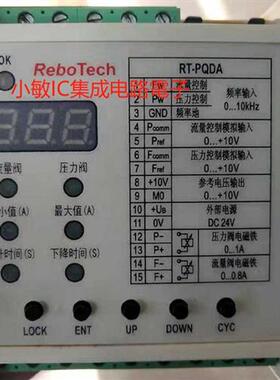 OK
ReboTech
小敏IC集成电路電子
RT-PQDA
量控制
2 Pw 压力控制
3 GND 频率地
频率输入
0...10kHz
4 Pcomm 流量控制模拟输入
5 Pref 0...+10V
6 Fcomm 压力控制模拟输入
7 Fref 0...+10V
8 +10V 参考电压输出
9 M0 0...+10V
10 +UB 外部电源
11 0V DC 24V
12 P- 压力阀电磁铁
13 P+ 0...1A
14 F- 流量阀电磁铁
15 F+ 0...0.8A
流量阀 压力阀
小值(A) 最大值(A)
升时间(S) 下降时间(S)
LOCK ENT UP DOWN CYC